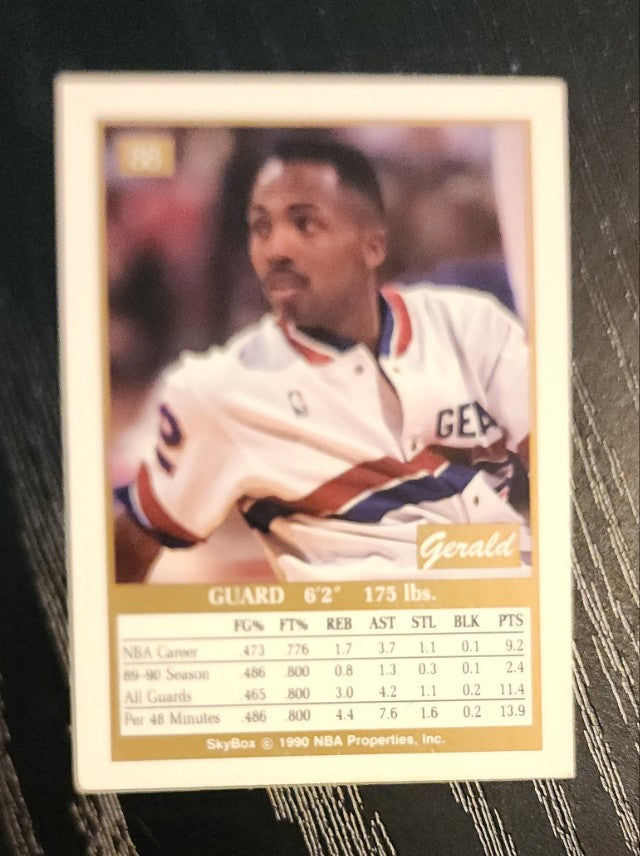 2
GER
Gerald
GUARD 6'2" 175 lbs.
FG% FT% REB AST STL BLK PTS
NBA Career .473 .776 1.7 3.7 1.1 0.1 9.2
89-90 Season .486 .800 0.8 1.3 0.3 0.1 2.4
All Guards .465 .800 3.0 4.2 1.1 0.2 11.4
Per 48 Minutes .486 .800 4.4 7.6 1.6 0.2 13.9
SkyBox © 1990 NBA Properties, Inc.